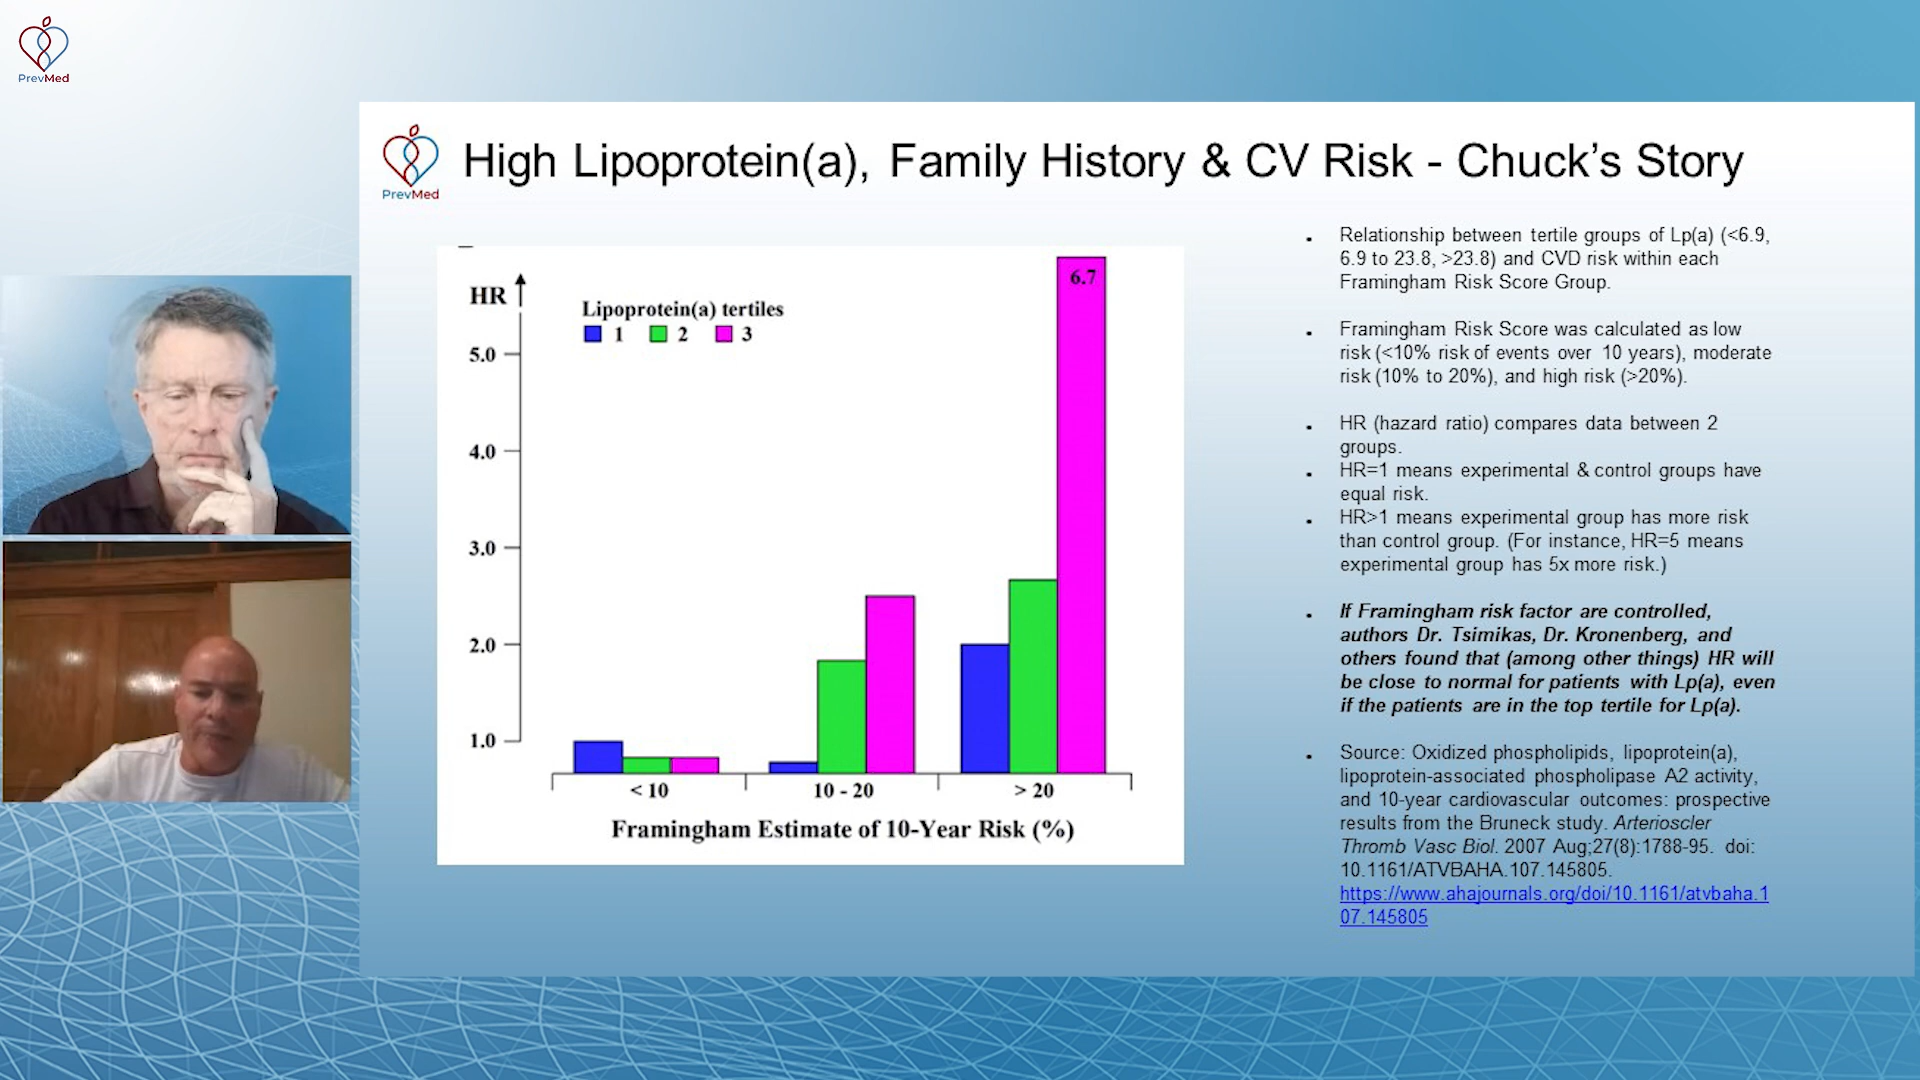 PrevMed
PrevMed
High Lipoprotein(a), Family History & CV Risk - Chuck’s Story
HR
Lipoprotein(a) tertiles
1 2 3
6.7
5.0
4.0
3.0
2.0
1.0
< 10 10 - 20 > 20
Framingham Estimate of 10-Year Risk (%)
Relationship between tertile groups of Lp(a) (<6.9,
6.9 to 23.8, >23.8) and CVD risk within each
Framingham Risk Score Group.
Framingham Risk Score was calculated as low
risk (<10% risk of events over 10 years), moderate
risk (10% to 20%), and high risk (>20%).
HR (hazard ratio) compares data between 2
groups.
HR=1 means experimental & control groups have
equal risk.
HR>1 means experimental group has more risk
than control group. (For instance, HR=5 means
experimental group has 5x more risk.)
If Framingham risk factor are controlled,
authors Dr. Tsimikas, Dr. Kronenberg, and
others found that (among other things) HR will
be close to normal for patients with Lp(a), even
if the patients are in the top tertile for Lp(a).
Source: Oxidized phospholipids, lipoprotein(a),
lipoprotein-associated phospholipase A2 activity,
and 10-year cardiovascular outcomes: prospective
results from the Bruneck study. Arterioscler
Thromb Vasc Biol. 2007 Aug;27(8):1788-95. doi:
10.1161/ATVBAHA.107.145805.
https://www.ahajournals.org/doi/10.1161/atvbaha.1
07.145805